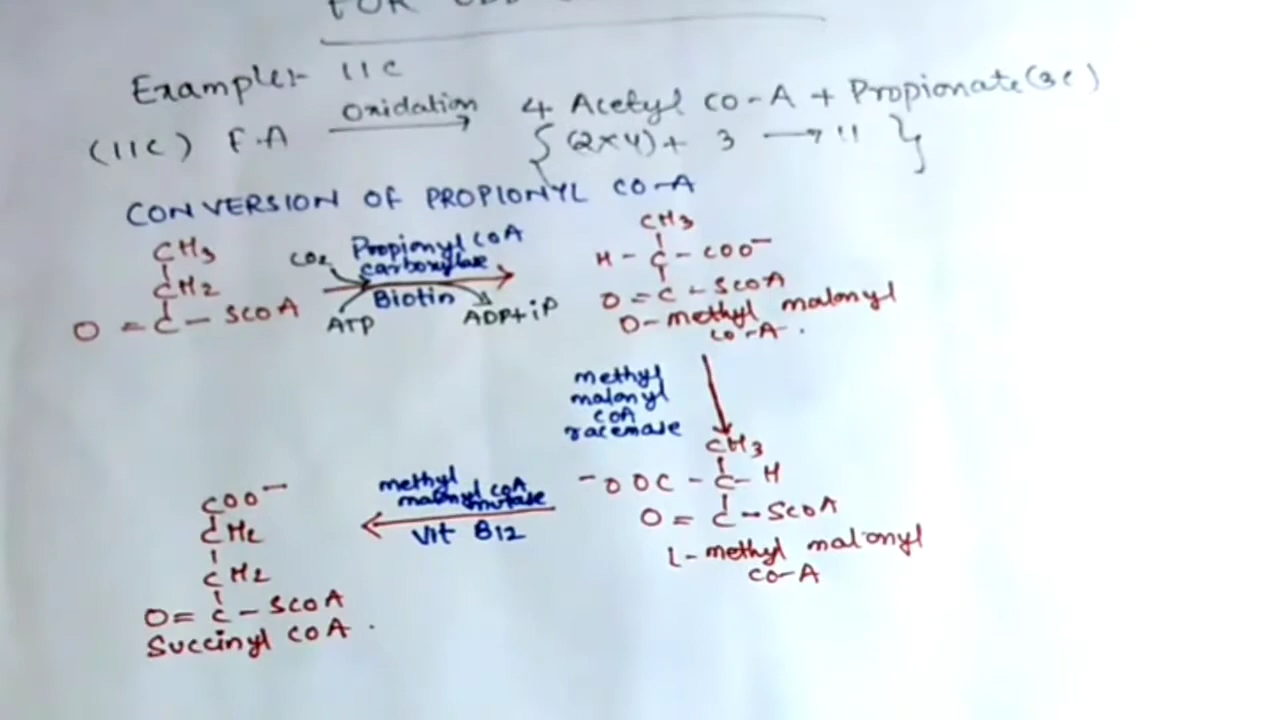 FOR
Example:- 11c
(11c) F.A Oxidation 4 Acetyl co-A + Propionate(3c)
{(2x4)+ 3 → 11 }
CONVERSION OF PROPIONYL CO-A
CH3
CH2
O = C - SCOA
CO2
Propionyl COA
carboxylase
Biotin
ATP
ADP+iP
CH3
H - C - COO-
O = C - SCOA
D-methyl malonyl
co-A.
methyl
malonyl
COA
racemase
CH3
-OOC - C - H
O = C - SCOA
L-methyl malonyl
co-A
methyl
malonyl COA
mutase
Vit B12
COO-
CH2
CH2
O= C - SCOA
Succinyl COA.